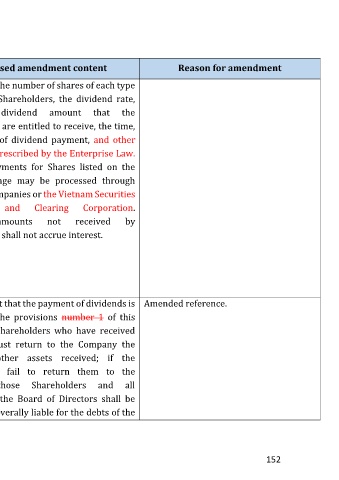 sed amendment content
Reason for amendment
he number of shares of each type
Shareholders, the dividend rate,
dividend amount that the
are entitled to receive, the time,
of dividend payment, and other
rescribed by the Enterprise Law.
yments for Shares listed on the
nge may be processed through
mpanies or the Vietnam Securities
and Clearing Corporation.
mounts not received by
shall not accrue interest.
t that the payment of dividends is
he provisions number 1 of this
hareholders who have received
ust return to the Company the
other assets received; if the
fail to return them to the
hose Shareholders and all
the Board of Directors shall be
verally liable for the debts of the
Amended reference.
152